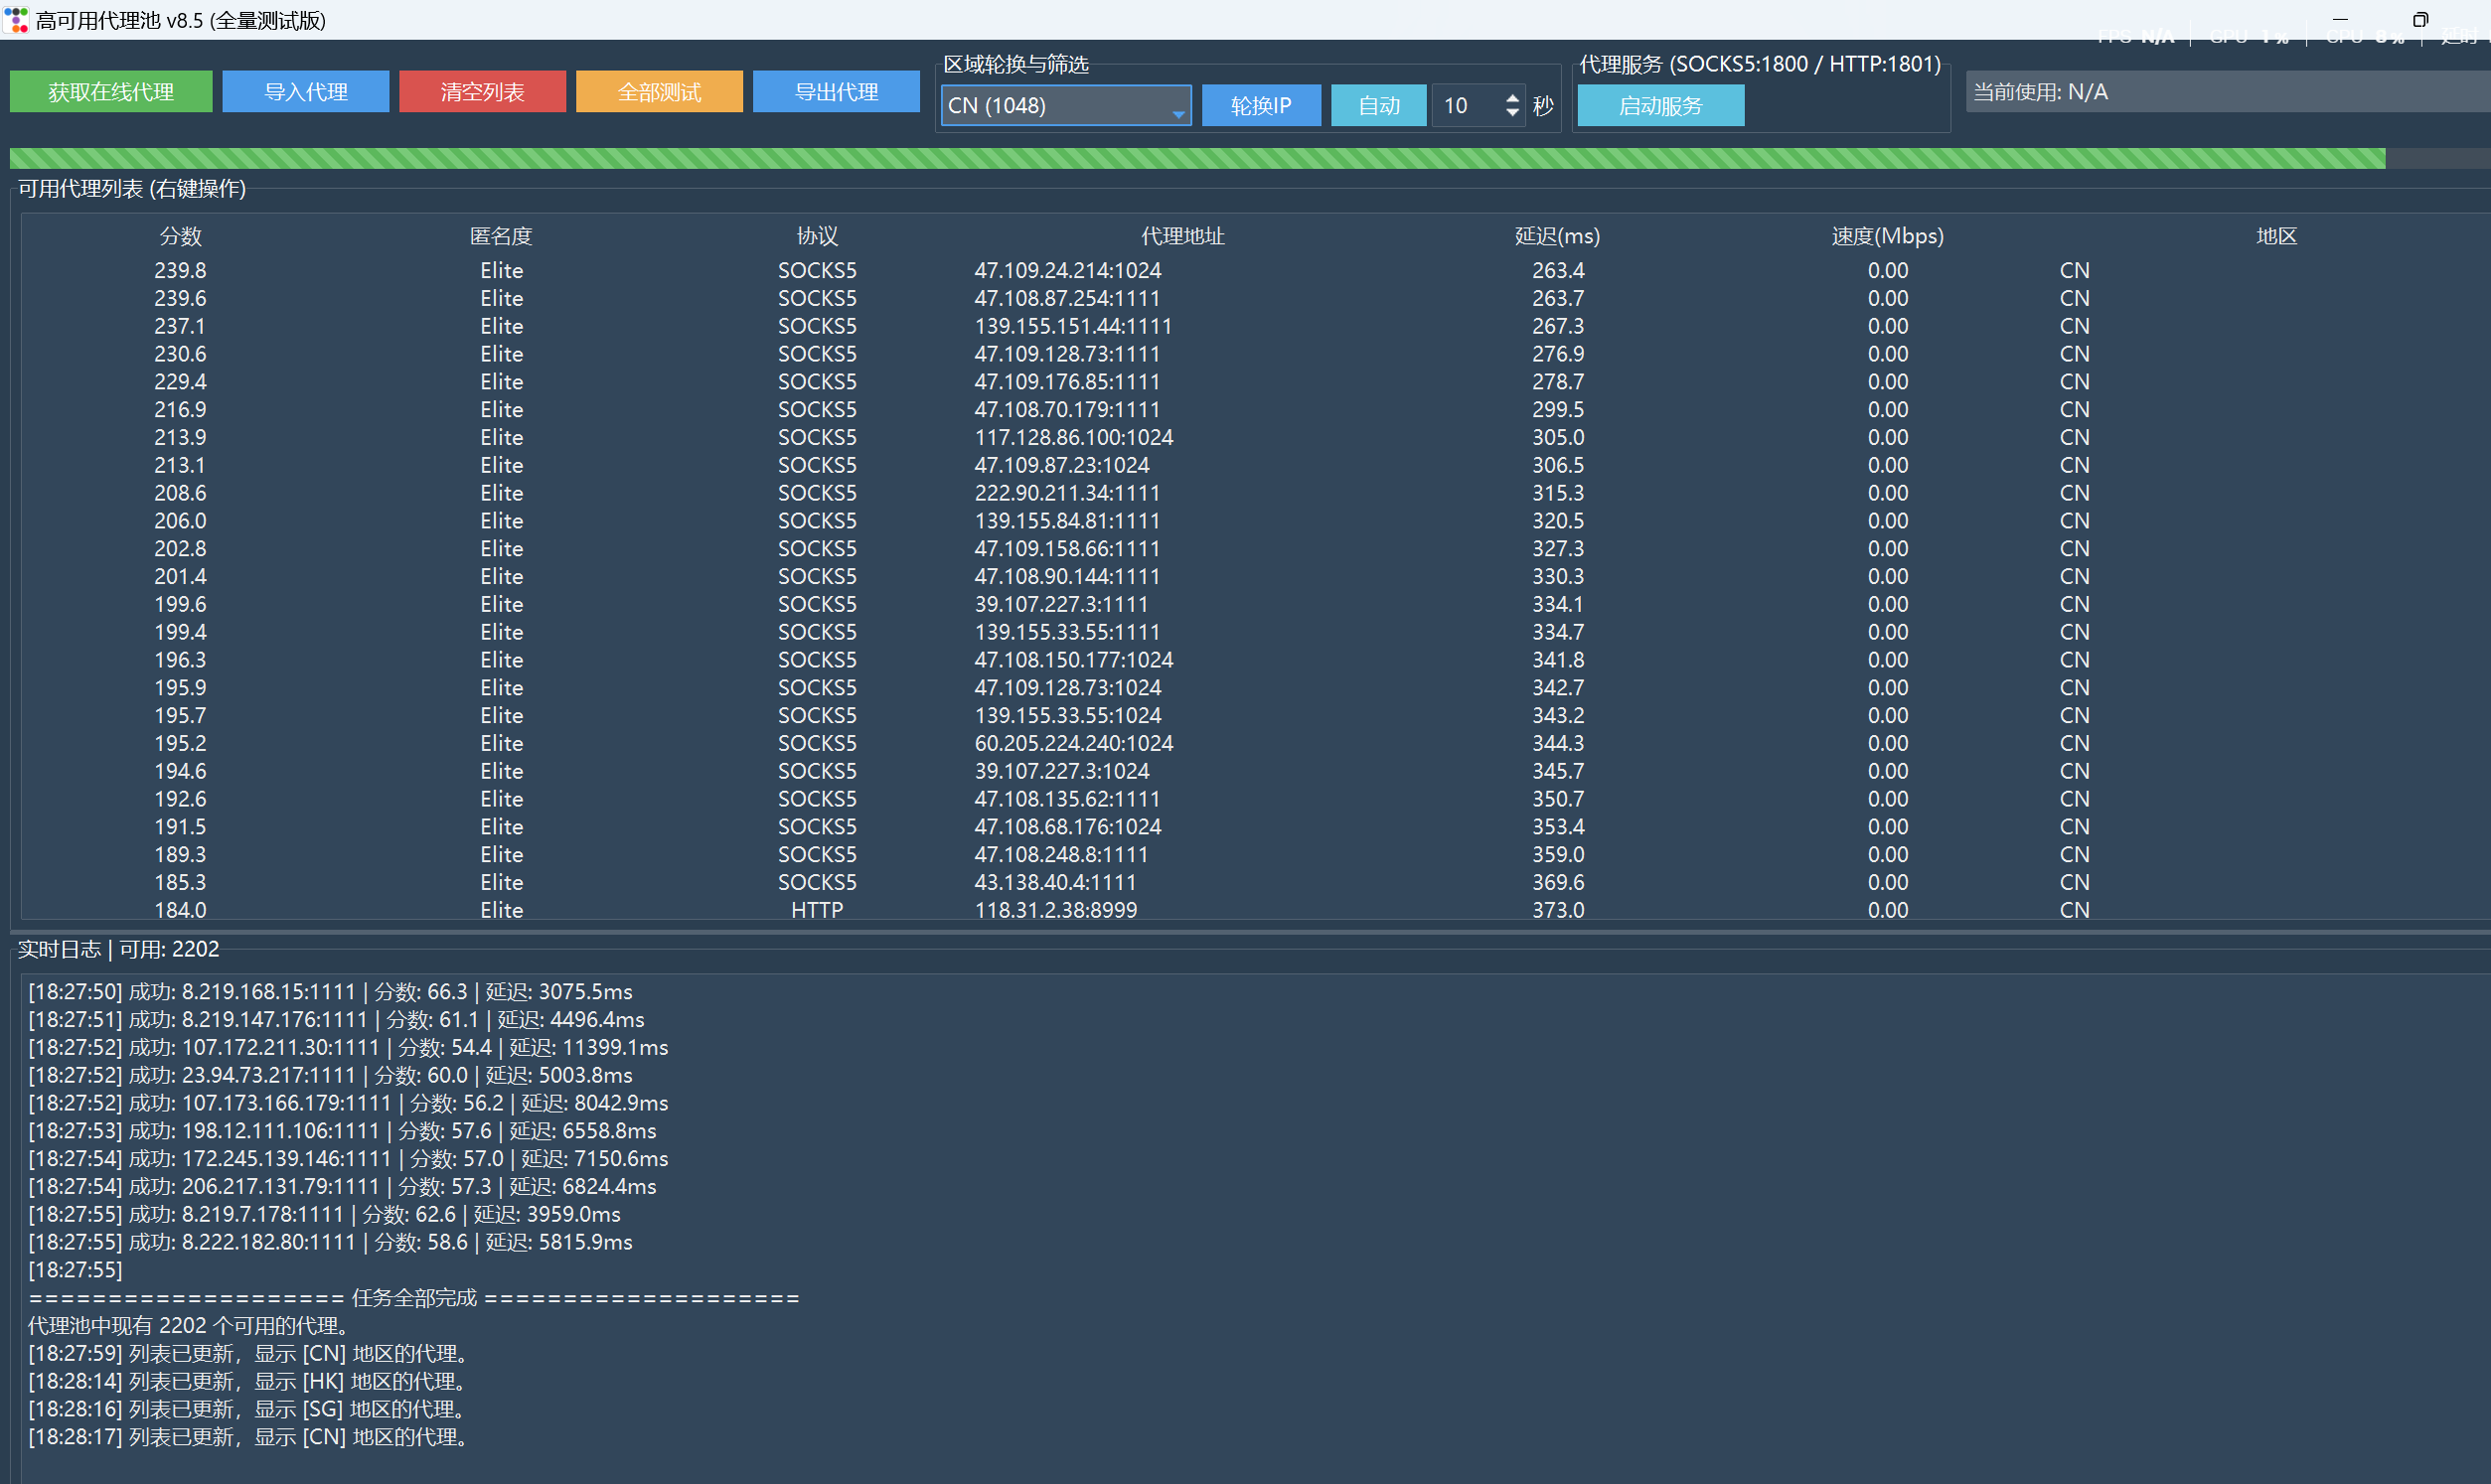 高可用代理池 v8.5 (全量测试版)
FPS N/A | GPU 1% | CPU 8% | 延时
获取在线代理 导入代理 清空列表 全部测试 导出代理
区域轮换与筛选
CN (1048) 轮换IP 自动 10 秒
代理服务 (SOCKS5:1800 / HTTP:1801)
启动服务
当前使用: N/A
可用代理列表 (右键操作)
分数 匿名度 协议 代理地址 延迟(ms) 速度(Mbps) 地区
239.8 Elite SOCKS5 47.109.24.214:1024 263.4 0.00 CN
239.6 Elite SOCKS5 47.108.87.254:1111 263.7 0.00 CN
237.1 Elite SOCKS5 139.155.151.44:1111 267.3 0.00 CN
230.6 Elite SOCKS5 47.109.128.73:1111 276.9 0.00 CN
229.4 Elite SOCKS5 47.109.176.85:1111 278.7 0.00 CN
216.9 Elite SOCKS5 47.108.70.179:1111 299.5 0.00 CN
213.9 Elite SOCKS5 117.128.86.100:1024 305.0 0.00 CN
213.1 Elite SOCKS5 47.109.87.23:1024 306.5 0.00 CN
208.6 Elite SOCKS5 222.90.211.34:1111 315.3 0.00 CN
206.0 Elite SOCKS5 139.155.84.81:1111 320.5 0.00 CN
202.8 Elite SOCKS5 47.109.158.66:1111 327.3 0.00 CN
201.4 Elite SOCKS5 47.108.90.144:1111 330.3 0.00 CN
199.6 Elite SOCKS5 39.107.227.3:1111 334.1 0.00 CN
199.4 Elite SOCKS5 139.155.33.55:1111 334.7 0.00 CN
196.3 Elite SOCKS5 47.108.150.177:1024 341.8 0.00 CN
195.9 Elite SOCKS5 47.109.128.73:1024 342.7 0.00 CN
195.7 Elite SOCKS5 139.155.33.55:1024 343.2 0.00 CN
195.2 Elite SOCKS5 60.205.224.240:1024 344.3 0.00 CN
194.6 Elite SOCKS5 39.107.227.3:1024 345.7 0.00 CN
192.6 Elite SOCKS5 47.108.135.62:1111 350.7 0.00 CN
191.5 Elite SOCKS5 47.108.68.176:1024 353.4 0.00 CN
189.3 Elite SOCKS5 47.108.248.8:1111 359.0 0.00 CN
185.3 Elite SOCKS5 43.138.40.4:1111 369.6 0.00 CN
184.0 Elite HTTP 118.31.2.38:8999 373.0 0.00 CN
实时日志 | 可用: 2202
[18:27:50] 成功: 8.219.168.15:1111 | 分数: 66.3 | 延迟: 3075.5ms
[18:27:51] 成功: 8.219.147.176:1111 | 分数: 61.1 | 延迟: 4496.4ms
[18:27:52] 成功: 107.172.211.30:1111 | 分数: 54.4 | 延迟: 11399.1ms
[18:27:52] 成功: 23.94.73.217:1111 | 分数: 60.0 | 延迟: 5003.8ms
[18:27:52] 成功: 107.173.166.179:1111 | 分数: 56.2 | 延迟: 8042.9ms
[18:27:53] 成功: 198.12.111.106:1111 | 分数: 57.6 | 延迟: 6558.8ms
[18:27:54] 成功: 172.245.139.146:1111 | 分数: 57.0 | 延迟: 7150.6ms
[18:27:54] 成功: 206.217.131.79:1111 | 分数: 57.3 | 延迟: 6824.4ms
[18:27:55] 成功: 8.219.7.178:1111 | 分数: 62.6 | 延迟: 3959.0ms
[18:27:55] 成功: 8.222.182.80:1111 | 分数: 58.6 | 延迟: 5815.9ms
[18:27:55]
==================== 任务全部完成 ====================
代理池中现有 2202 个可用的代理。
[18:27:59] 列表已更新，显示 [CN] 地区的代理。
[18:28:14] 列表已更新，显示 [HK] 地区的代理。
[18:28:16] 列表已更新，显示 [SG] 地区的代理。
[18:28:17] 列表已更新，显示 [CN] 地区的代理。